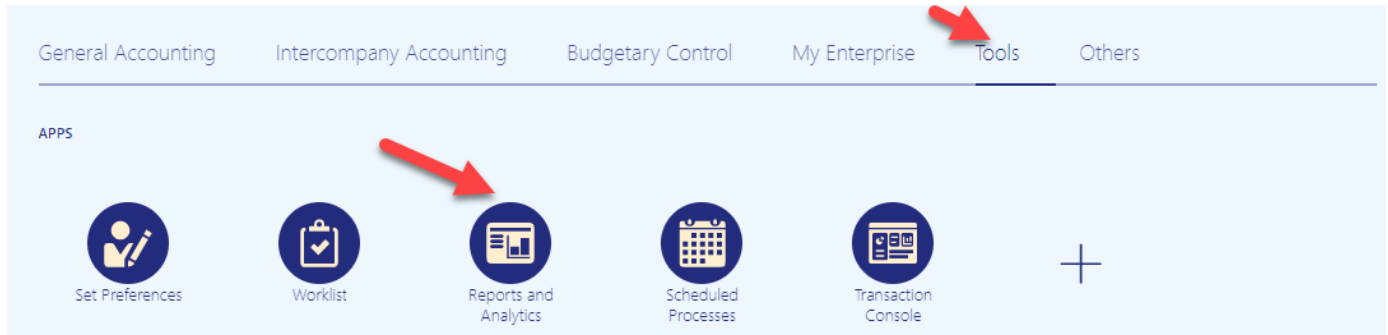 General Accounting Intercompany Accounting Budgetary Control My Enterprise Tools Others
APPS
Set Preferences Worklist Reports and Scheduled Transaction
Analytics Processes Console